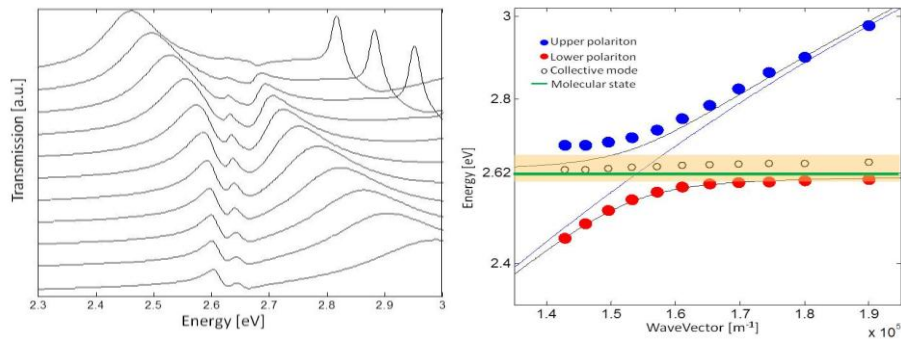 Transmission [a.u.]
2.3 2.4 2.5 2.6 2.7 2.8 2.9 3
Energy [eV]
Upper polariton
Lower polariton
Collective mode
Molecular state
Energy [eV]
3
2.8
2.62
2.4
1.4 1.5 1.6 1.7 1.8 1.9
WaveVector [m⁻¹]
x 10⁵